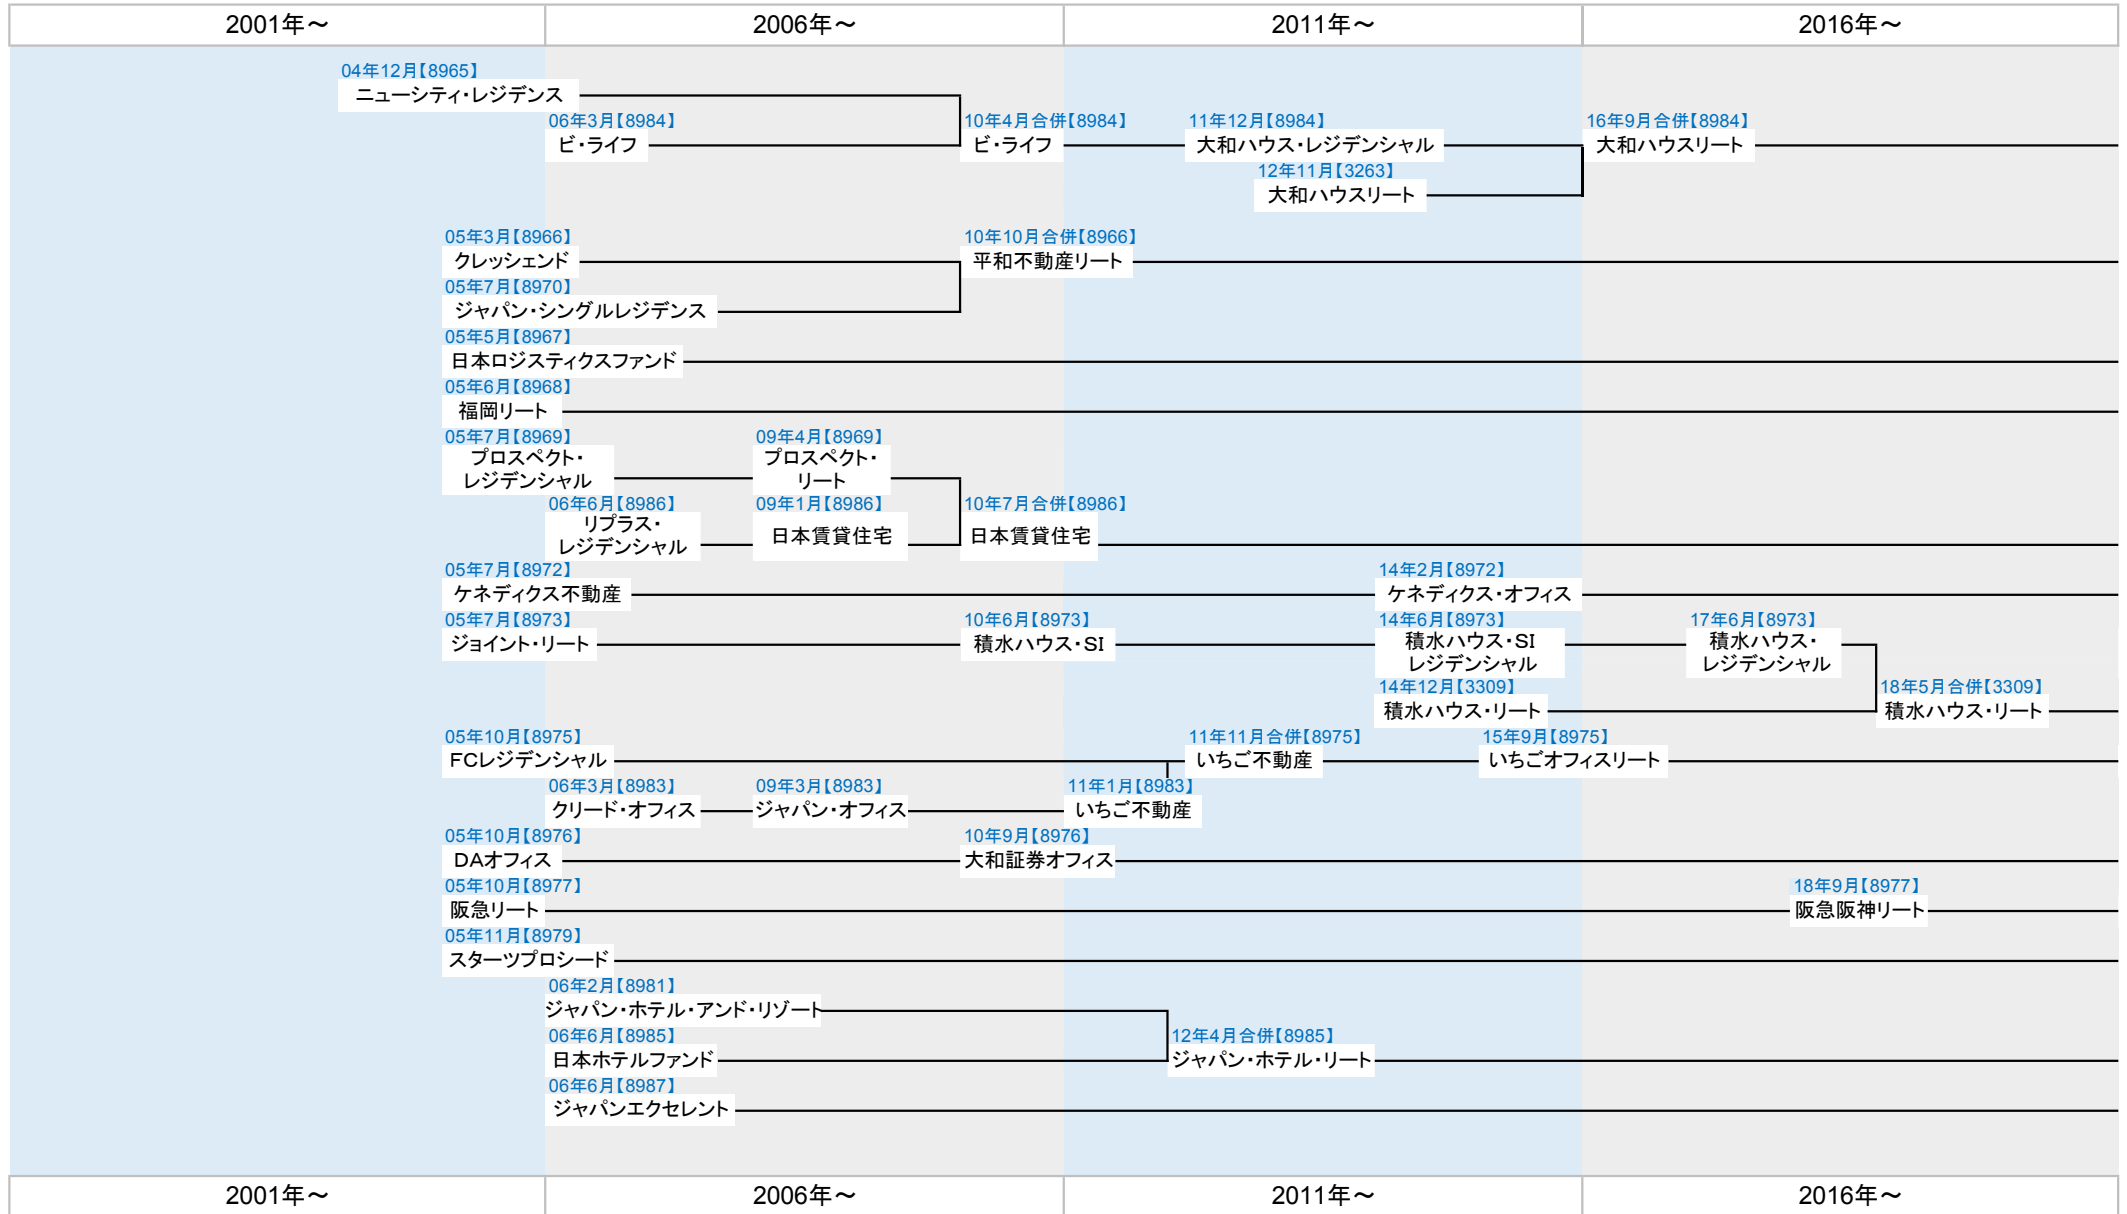 2001年～
2006年～
2011年～
2016年～
04年12月【8965】
ニューシティ・レジデンス
06年3月【8984】
ビ・ライフ
10年4月合併【8984】
ビ・ライフ
11年12月【8984】
大和ハウス・レジデンシャル
16年9月合併【8984】
大和ハウスリート
12年11月【3263】
大和ハウスリート
05年3月【8966】
クレッシェンド
10年10月合併【8966】
平和不動産リート
05年7月【8970】
ジャパン・シングルレジデンス
05年5月【8967】
日本ロジスティクスファンド
05年6月【8968】
福岡リート
05年7月【8969】
プロスペクト・
レジデンシャル
09年4月【8969】
プロスペクト・
リート
06年6月【8986】
リプラス・
レジデンシャル
09年1月【8986】
日本賃貸住宅
10年7月合併【8986】
日本賃貸住宅
05年7月【8972】
ケネディクス不動産
14年2月【8972】
ケネディクス・オフィス
05年7月【8973】
ジョイント・リート
10年6月【8973】
積水ハウス・SI
14年6月【8973】
積水ハウス・SI
レジデンシャル
17年6月【8973】
積水ハウス・
レジデンシャル
14年12月【3309】
積水ハウス・リート
18年5月合併【3309】
積水ハウス・リート
05年10月【8975】
FCレジデンシャル
11年11月合併【8975】
いちご不動産
15年9月【8975】
いちごオフィスリート
06年3月【8983】
クリード・オフィス
09年3月【8983】
ジャパン・オフィス
11年1月【8983】
いちご不動産
05年10月【8976】
DAオフィス
10年9月【8976】
大和証券オフィス
05年10月【8977】
阪急リート
18年9月【8977】
阪急阪神リート
05年11月【8979】
スターツプロシード
06年2月【8981】
ジャパン・ホテル・アンド・リゾート
06年6月【8985】
日本ホテルファンド
12年4月合併【8985】
ジャパン・ホテル・リート
06年6月【8987】
ジャパンエクセレント
2001年～
2006年～
2011年～
2016年～